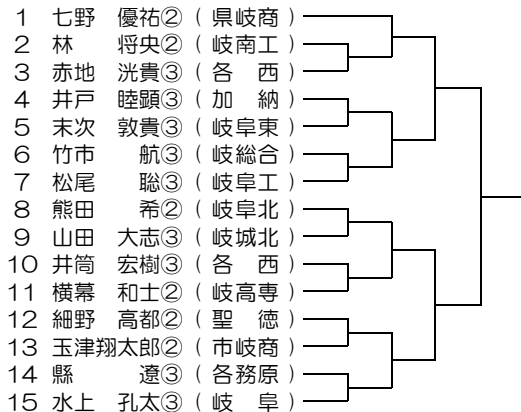 1 七野 優祐② ( 県岐商 )
2 林 将央② ( 岐南工 )
3 赤地 洸貴③ ( 各 西 )
4 井戸 睦顕③ ( 加 納 )
5 末次 敦貴③ ( 岐阜東 )
6 竹市 航③ ( 岐総合 )
7 松尾 聡③ ( 岐阜工 )
8 熊田 希② ( 岐阜北 )
9 山田 大志③ ( 岐城北 )
10 井筒 宏樹③ ( 各 西 )
11 横幕 和士② ( 岐高専 )
12 細野 高都② ( 聖 徳 )
13 玉津翔太郎② ( 市岐商 )
14 縣 遼③ ( 各務原 )
15 水上 孔太③ ( 岐 阜 )